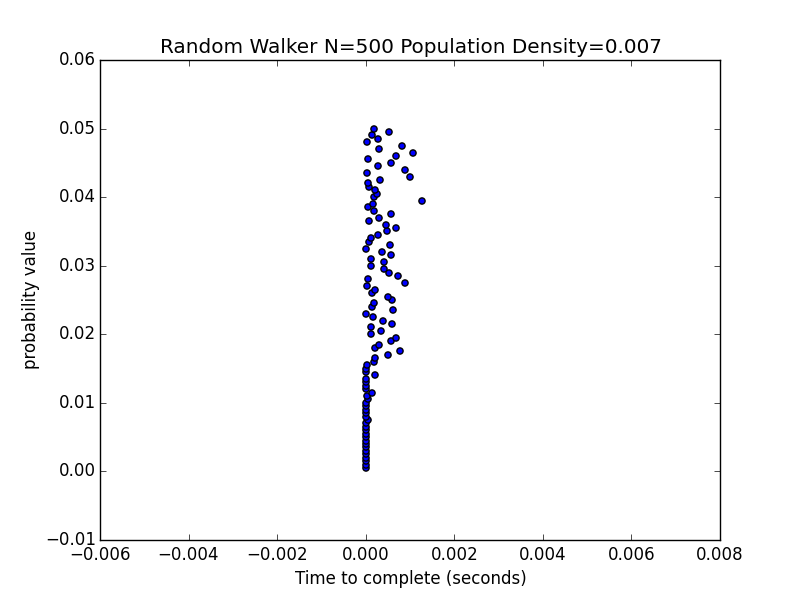 Random Walker N=500 Population Density=0.007
0.06
0.05
0.04
0.03
0.02
0.01
0.00
−0.01
probability value
−0.006 −0.004 −0.002 0.000 0.002 0.004 0.006 0.008
Time to complete (seconds)